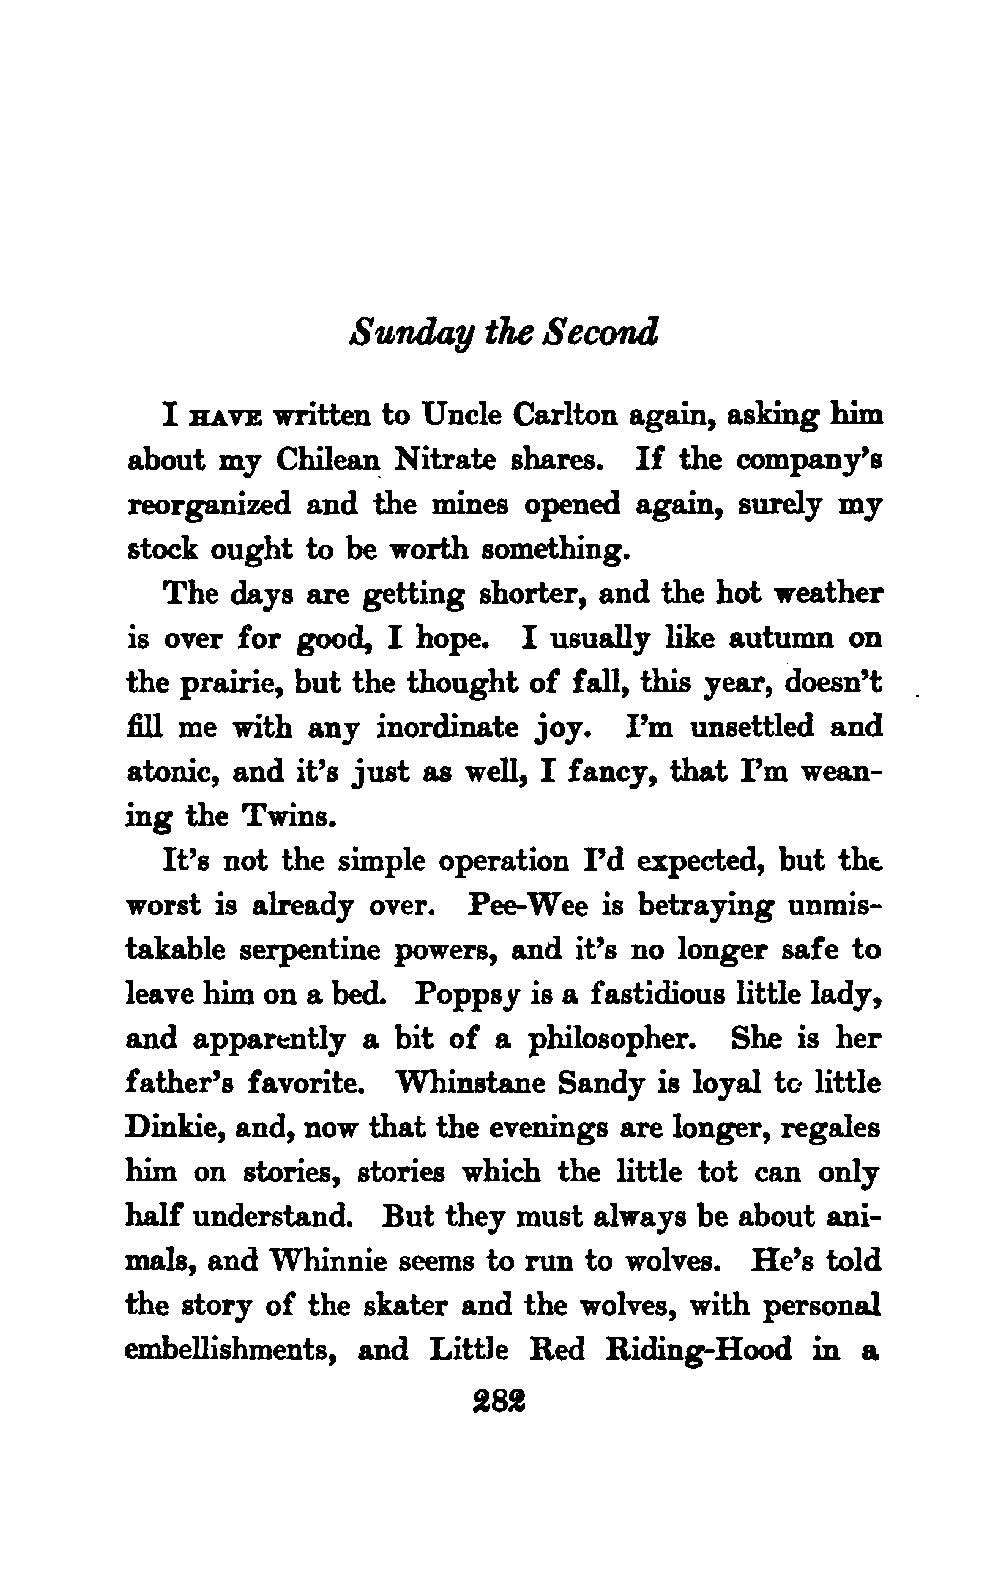 Sunday the Second
I HAVE written to Uncle Carlton again, asking him
about my Chilean Nitrate shares. If the company's
reorganized and the mines opened again, surely my
stock ought to be worth something.
The days are getting shorter, and the hot weather
is over for good, I hope. I usually like autumn on
the prairie, but the thought of fall, this year, doesn't
fill me with any inordinate joy. I'm unsettled and
atonic, and it's just as well, I fancy, that I'm wean-
ing the Twins.
It's not the simple operation I'd expected, but the
worst is already over. Pee-Wee is betraying unmis-
takable serpentine powers, and it's no longer safe to
leave him on a bed. Poppsy is a fastidious little lady,
and apparently a bit of a philosopher. She is her
father's favorite. Whinstane Sandy is loyal to little
Dinkie, and, now that the evenings are longer, regales
him on stories, stories which the little tot can only
half understand. But they must always be about ani-
mals, and Whinnie seems to run to wolves. He's told
the story of the skater and the wolves, with personal
embellishments, and Little Red Riding-Hood in a
282